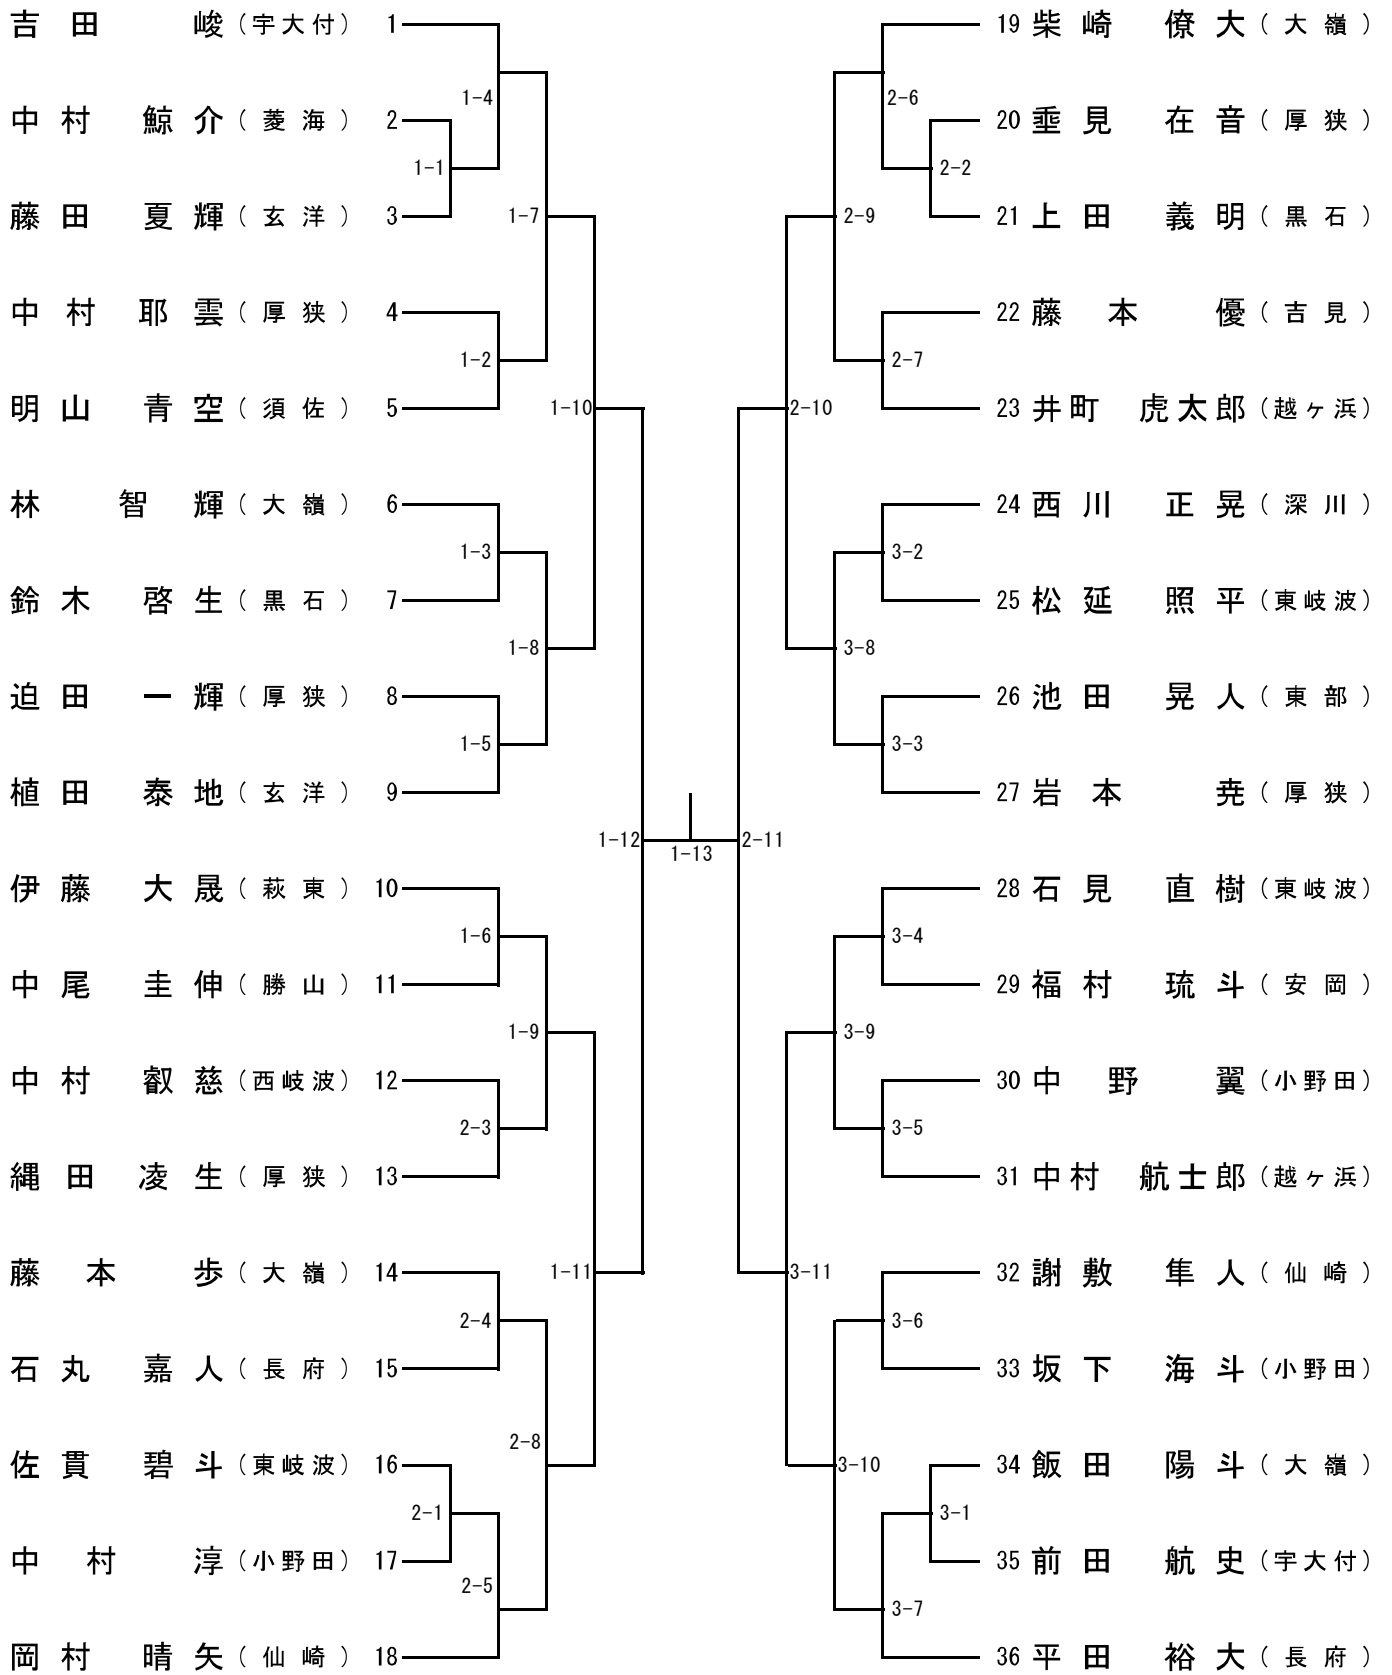 吉田 峻（宇大付） 1
1-4
中村 鯨介（菱海） 2
1-1
藤田 夏輝（玄洋） 3
1-7
中村 耶雲（厚狭） 4
1-2
明山 青空（須佐） 5
1-10
林 智輝（大嶺） 6
1-3
鈴木 啓生（黒石） 7
1-8
迫田 一輝（厚狭） 8
1-5
植田 泰地（玄洋） 9
1-12
1-13
伊藤 大晟（萩東） 10
1-6
中尾 圭伸（勝山） 11
1-9
中村 叡慈（西岐波） 12
2-3
縄田 凌生（厚狭） 13
1-11
藤本 歩（大嶺） 14
2-4
石丸 嘉人（長府） 15
2-8
佐貫 碧斗（東岐波） 16
2-1
中村 淳（小野田） 17
2-5
岡村 晴矢（仙崎） 18
19 柴崎 僚大（大嶺）
2-6
20 垂見 在音（厚狭）
2-2
21 上田 義明（黒石）
2-9
22 藤本 優（吉見）
2-7
23 井町 虎太郎（越ヶ浜）
2-10
24 西川 正晃（深川）
3-2
25 松延 照平（東岐波）
3-8
26 池田 晃人（東部）
3-3
27 岩本 尭（厚狭）
2-11
28 石見 直樹（東岐波）
3-4
29 福村 琉斗（安岡）
3-9
30 中野 翼（小野田）
3-5
31 中村 航士郎（越ヶ浜）
3-11
32 謝敷 隼人（仙崎）
3-6
33 坂下 海斗（小野田）
3-10
34 飯田 陽斗（大嶺）
3-1
35 前田 航史（宇大付）
3-7
36 平田 裕大（長府）